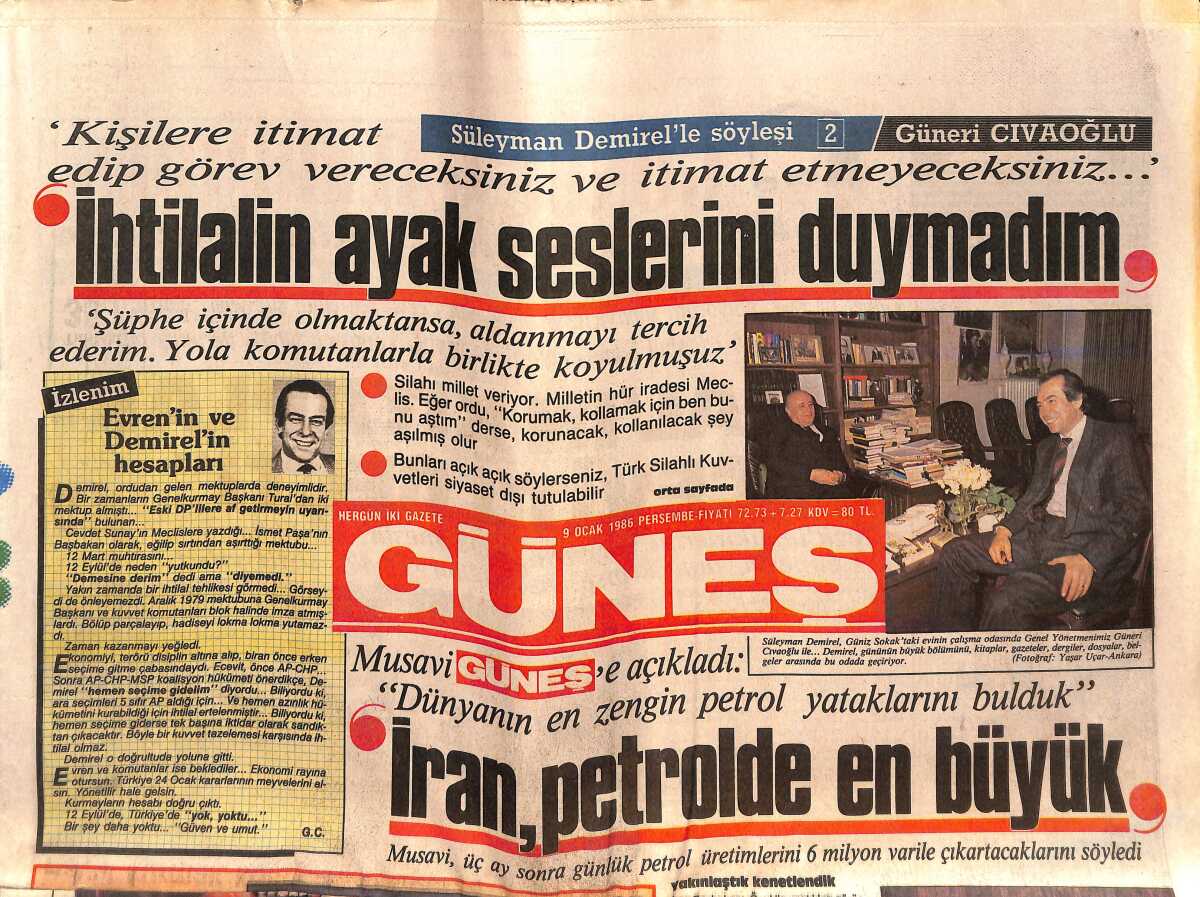 Süleyman Demirel'le söyleşi 2
Güneri CIVAOĞLU
'Kişilere itimat
edip görev vereceksiniz ve itimat etmeyeceksiniz...'
İhtilalin ayak seslerini duymadım
'Şüphe içinde olmaktansa, aldanmayı tercih
ederim. Yola komutanlarla birlikte koyulmuşuz'
Silahı millet veriyor. Milletin hür iradesi Mec-
lis. Eğer ordu, "Korumak, kollamak için ben bu-
nu aştım" derse, korunacak, kollanılacak şey
aşılmış olur
Bunları açık açık söylerseniz, Türk Silahlı Kuv-
vetleri siyaset dışı tutulabilir
orta sayfada
İzlenim
Evren'in ve
Demirel'in
hesapları
Demirel, ordudan gelen mektuplarda deneyimlidir.
Bir zamanların Genelkurmay Başkanı Tural'dan iki
mektup almıştı... "Eski DP'lilere af getirmeyin uyarı-
sında" bulunan...
Cevdet Sunay'ın Meclislere yazdığı... İsmet Paşa'nın
Başbakan olarak, eğilip sırtından aşırttığı mektubu...
12 Mart muhtırasını...
12 Eylül'de neden "yutkundu?"
"Demesine derim" dedi ama "diyemedi."
Yakın zamanda bir ihtilal tehlikesi görmedi... Görsey-
di de önleyemezdi. Aralık 1979 mektubuna Genelkurmay
Başkanı ve kuvvet komutanları blok halinde imza atmış-
lardı. Bölüp parçalayıp, hadiseyi lokma lokma yutamaz-
dı.
Zaman kazanmayı yeğledi.
Ekonomiyi, terörü disiplin altına alıp, biran önce erken
seçime gitme çabasındaydı. Ecevit, önce AP-CHP...
Sonra AP-CHP-MSP koalisyon hükümeti önerdikçe, De-
mirel "hemen seçime gidelim" diyordu... Biliyordu ki,
ara seçimleri 5 sıfır AP aldığı için... Ve hemen azınlık hü-
kümetini kurabildiği için ihtilal ertelenmiştir... Biliyordu ki,
hemen seçime giderse tek başına iktidar olarak sandık-
tan çıkacaktır. Böyle bir kuvvet tazelemesi karşısında ih-
tilal olmaz.
Demirel o doğrultuda yoluna gitti.
Evren ve komutanlar ise beklediler... Ekonomi rayına
otursun. Türkiye 24 Ocak kararlarının meyvelerini al-
sın. Yönetilir hale gelsin.
Kurmayların hesabı doğru çıktı.
12 Eylül'de, Türkiye'de "yok, yoktu..."
Bir şey daha yoktu... "Güven ve umut."
G.C.
HERGUN İKİ GAZETE
9 OCAK 1986 PERŞEMBE-FİYATI 72.73 + 7.27 KDV = 80 TL.
GÜNEŞ
Süleyman Demirel, Güniz Sokak'taki evinin çalışma odasında Genel Yönetmenimiz Güneri
Cıvaoğlu ile... Demirel, gününün büyük bölümünü, kitaplar, gazeteler, dergiler, dosyalar, bel-
geler arasında bu odada geçiriyor.
(Fotoğraf: Yaşar Uçar-Ankara)
Musavi GÜNEŞ'e açıkladı:
"Dünyanın en zengin petrol yataklarını bulduk"
İran, petrolde en büyük
Musavi, üç ay sonra günlük petrol üretimlerini 6 milyon varile çıkartacaklarını söyledi
yakınlaştık kenetlendik